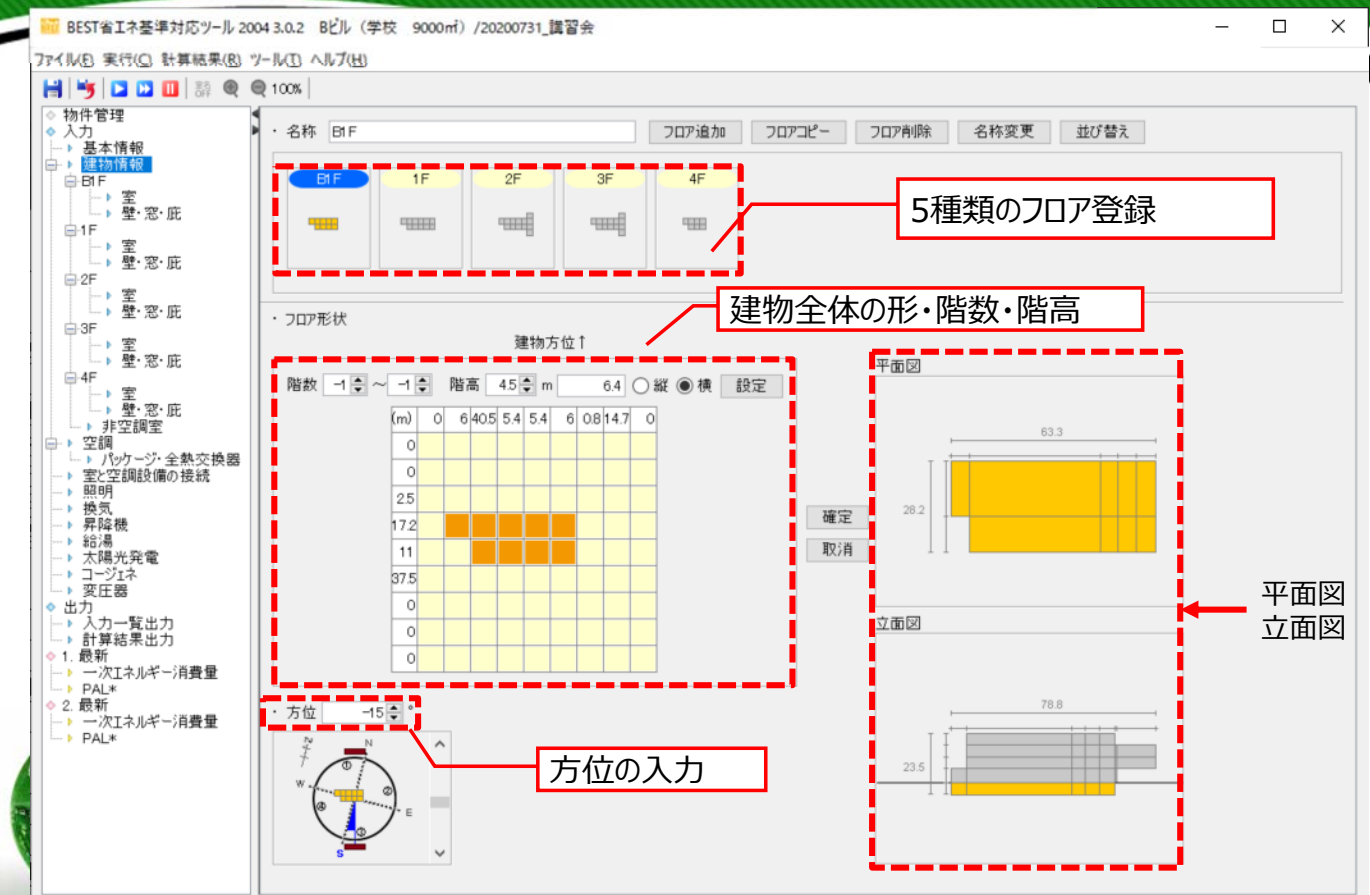 BEST省エネ基準対応ツール 2004 3.0.2 Bビル（学校 9000㎡）/20200731_講習会
ファイル(F) 実行(C) 計算結果(R) ツール(T) ヘルプ(H)
100%
物件管理
入力
基本情報
建物情報
B1F
室
壁・窓・庇
1F
室
壁・窓・庇
2F
室
壁・窓・庇
3F
室
壁・窓・庇
4F
室
壁・窓・庇
非空調室
空調
パッケージ・全熱交換器
室と空調設備の接続
照明
換気
昇降機
給湯
太陽光発電
コージェネ
変圧器
出力
入力一覧出力
計算結果出力
1. 最新
一次エネルギー消費量
PAL*
2. 最新
一次エネルギー消費量
PAL*
・名称 B1F フロア追加 フロアコピー フロア削除 名称変更 並び替え
B1F 1F 2F 3F 4F
5種類のフロア登録
建物全体の形・階数・階高
・フロア形状
建物方位↑
階数 -1 ～ -1 階高 4.5 m 6.4 縦 横 設定
(m) 0 6 40.5 5.4 5.4 6 0.8 14.7 0
0
0
2.5
17.2
11
37.5
0
0
0
確定
取消
平面図
63.3
28.2
立面図
78.8
23.5
平面図
立面図
・方位 -15 °
方位の入力
N
N
①
②
W
E
④
③
S